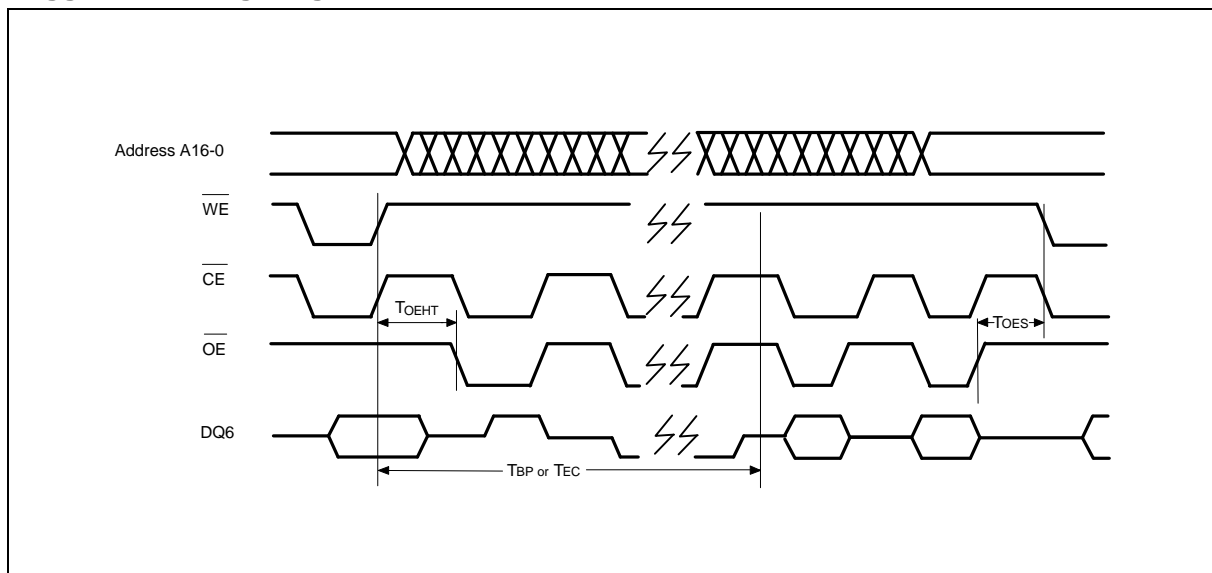 Address A16-0
WE
CE
TOEHT
TOES
OE
DQ6
TBP or TEC